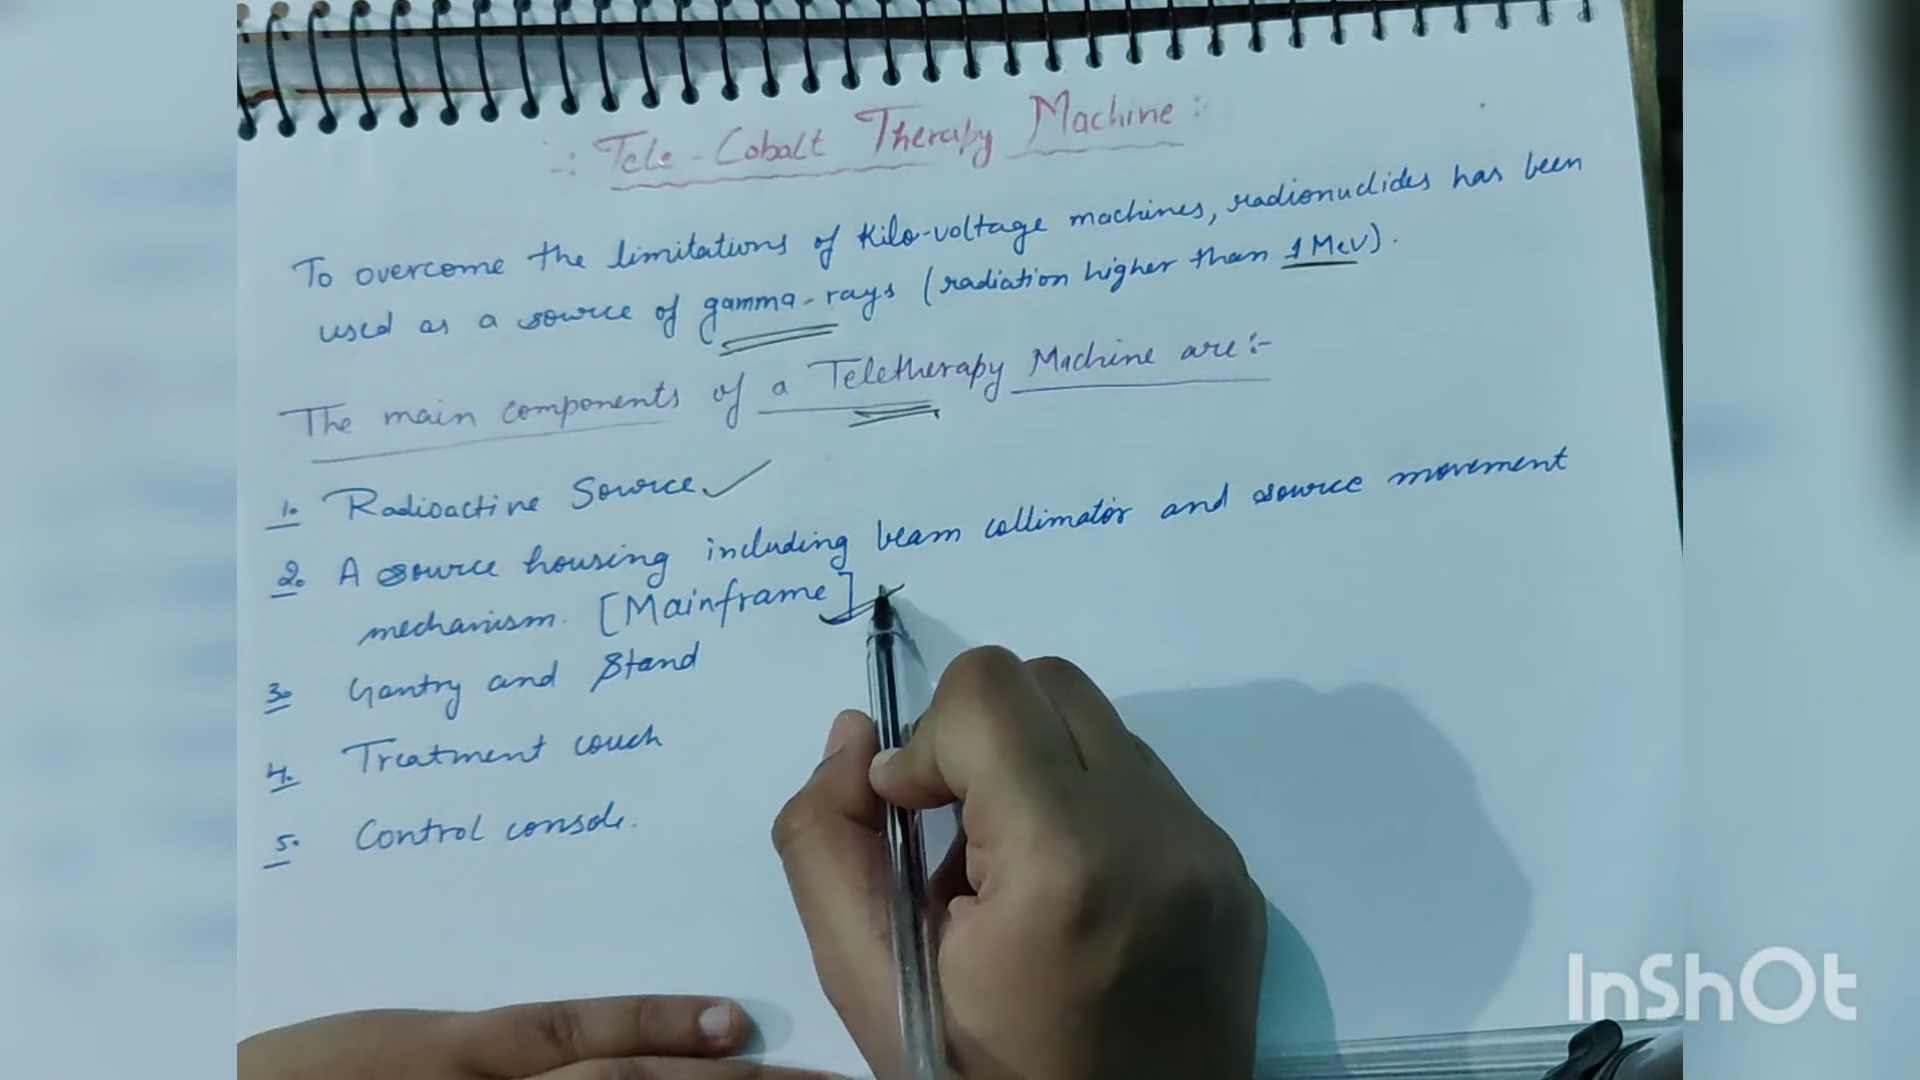 -: Tele-Cobalt Therapy Machine :-
To overcome the limitations of Kilo-voltage machines, radionuclides has been
used as a source of gamma-rays (radiation higher than 1 MeV).
The main components of a Teletherapy Machine are:-
1. Radioactive Source
2. A source housing including beam collimator and source movement
mechanism. [Mainframe]
3. Gantry and Stand
4. Treatment couch
5. Control console.
InShOt